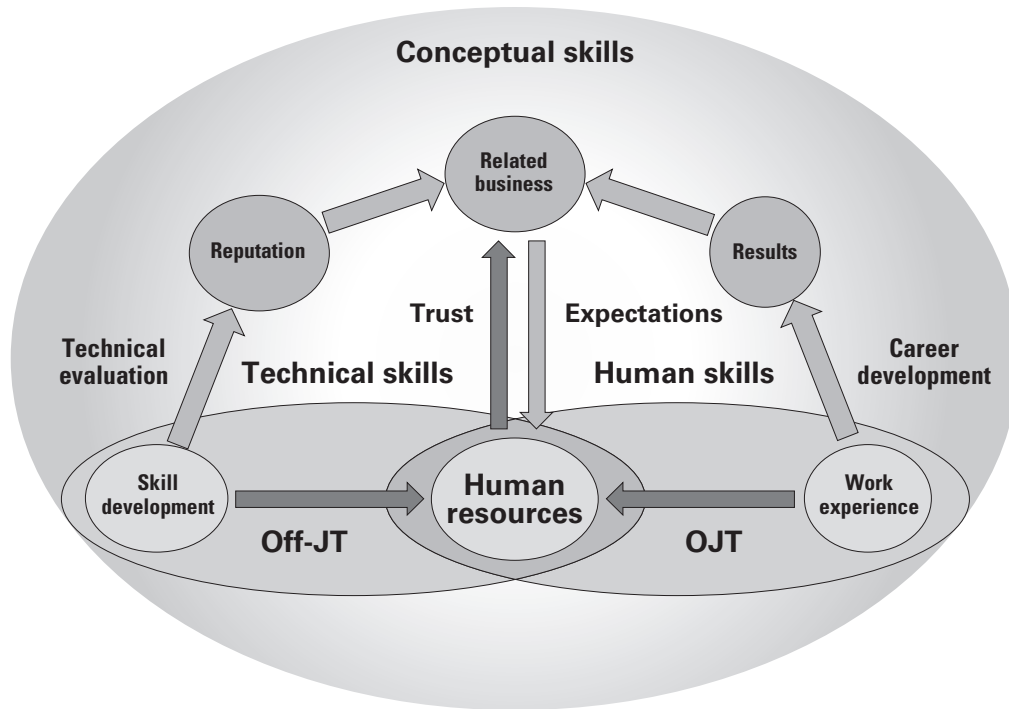 Conceptual skills
Related
business
Reputation
Results
Trust
Expectations
Technical
evaluation
Technical skills
Human skills
Career
development
Skill
development
Human
resources
Work
experience
Off-JT
OJT